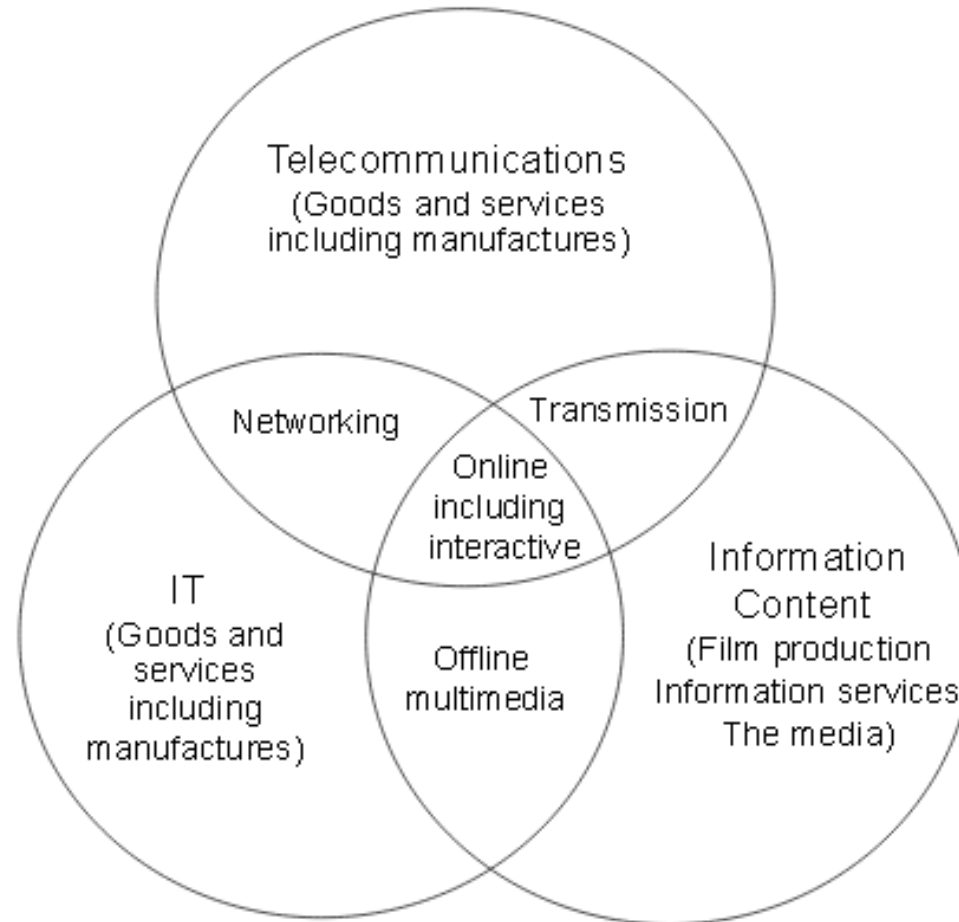 Telecommunications
(Goods and services
including manufactures)
Networking
Transmission
Online
including
interactive
IT
(Goods and
services
including
manufactures)
Offline
multimedia
Information
Content
(Film production
Information services
The media)